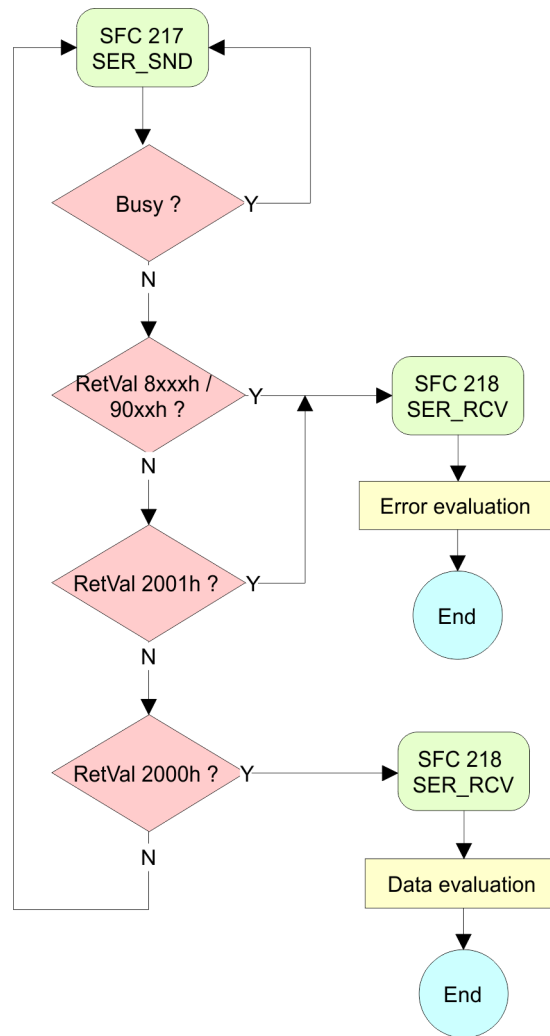 SFC 217
SER_SND
Busy ?
Y
N
RetVal 8xxxh /
90xxh ?
Y
SFC 218
SER_RCV
N
Error evaluation
RetVal 2001h ?
Y
End
N
SFC 218
SER_RCV
RetVal 2000h ?
Y
N
Data evaluation
End